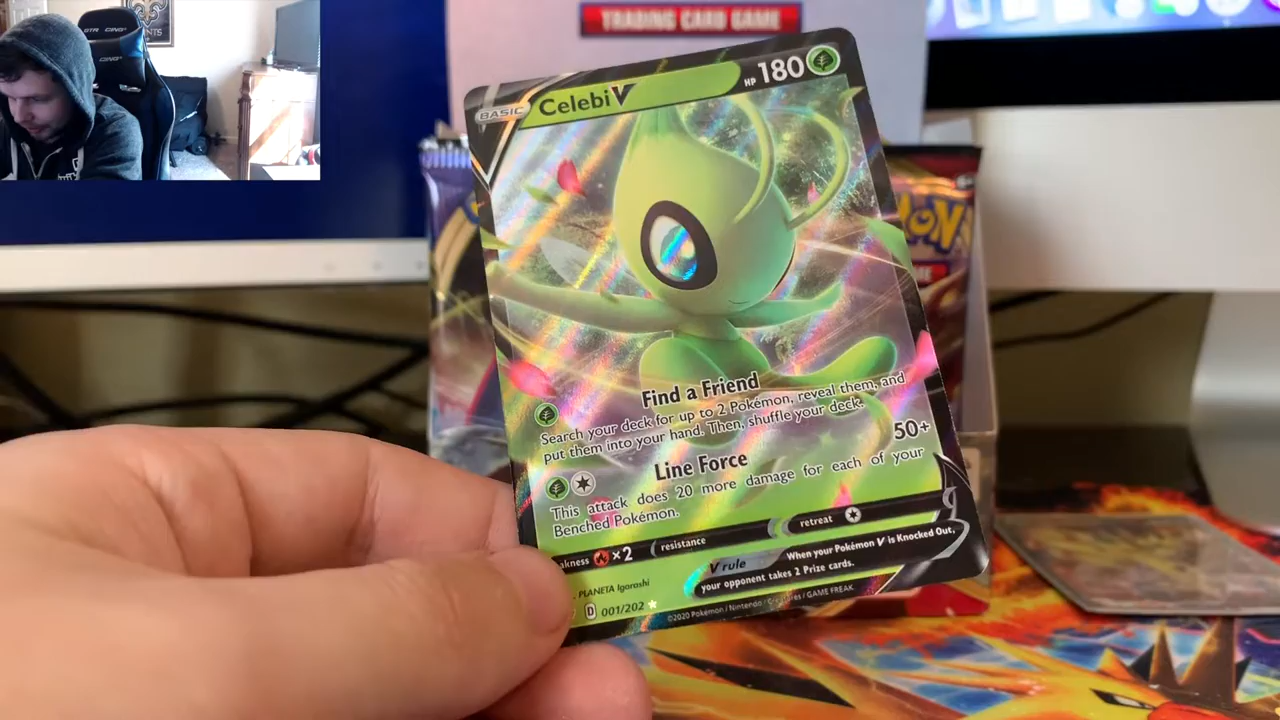 TRADING CARD GAME
BASIC
Celebi V
HP 180
Find a Friend
Search your deck for up to 2 Pokémon, reveal them, and
put them into your hand. Then, shuffle your deck.
Line Force
50+
This attack does 20 more damage for each of your
Benched Pokémon.
×2
resistance
retreat
V rule
When your Pokémon V is Knocked Out,
your opponent takes 2 Prize cards.
PLANETA Igarashi
D 001/202
©2020 Pokémon / Nintendo / Creatures / GAME FREAK